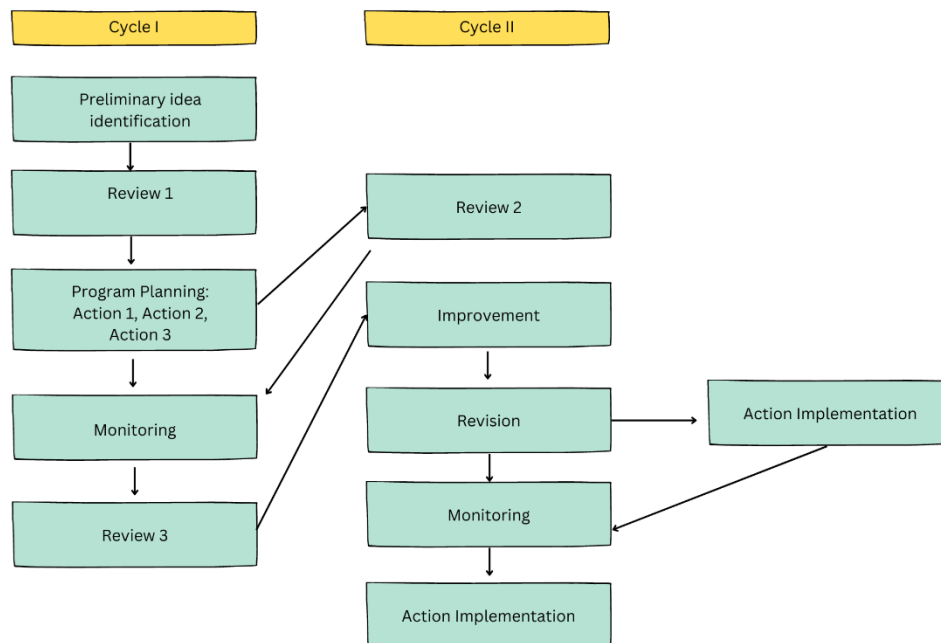 Cycle I
Cycle II
Preliminary idea
identification
Review 1
Review 2
Program Planning:
Action 1, Action 2,
Action 3
Improvement
Monitoring
Revision
Action Implementation
Review 3
Monitoring
Action Implementation